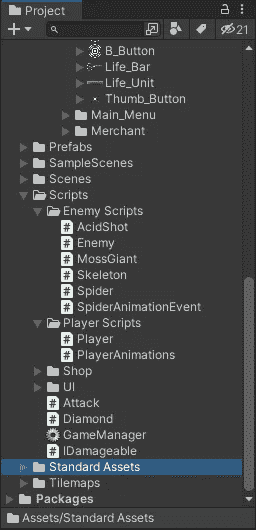 Project
21
B_Button
Life_Bar
Life_Unit
Thumb_Button
Main_Menu
Merchant
Prefabs
SampleScenes
Scenes
Scripts
Enemy Scripts
AcidShot
Enemy
MossGiant
Skeleton
Spider
SpiderAnimationEvent
Player Scripts
Player
PlayerAnimations
Shop
UI
Attack
Diamond
GameManager
IDamageable
Standard Assets
Tilemaps
Packages
Assets/Standard Assets